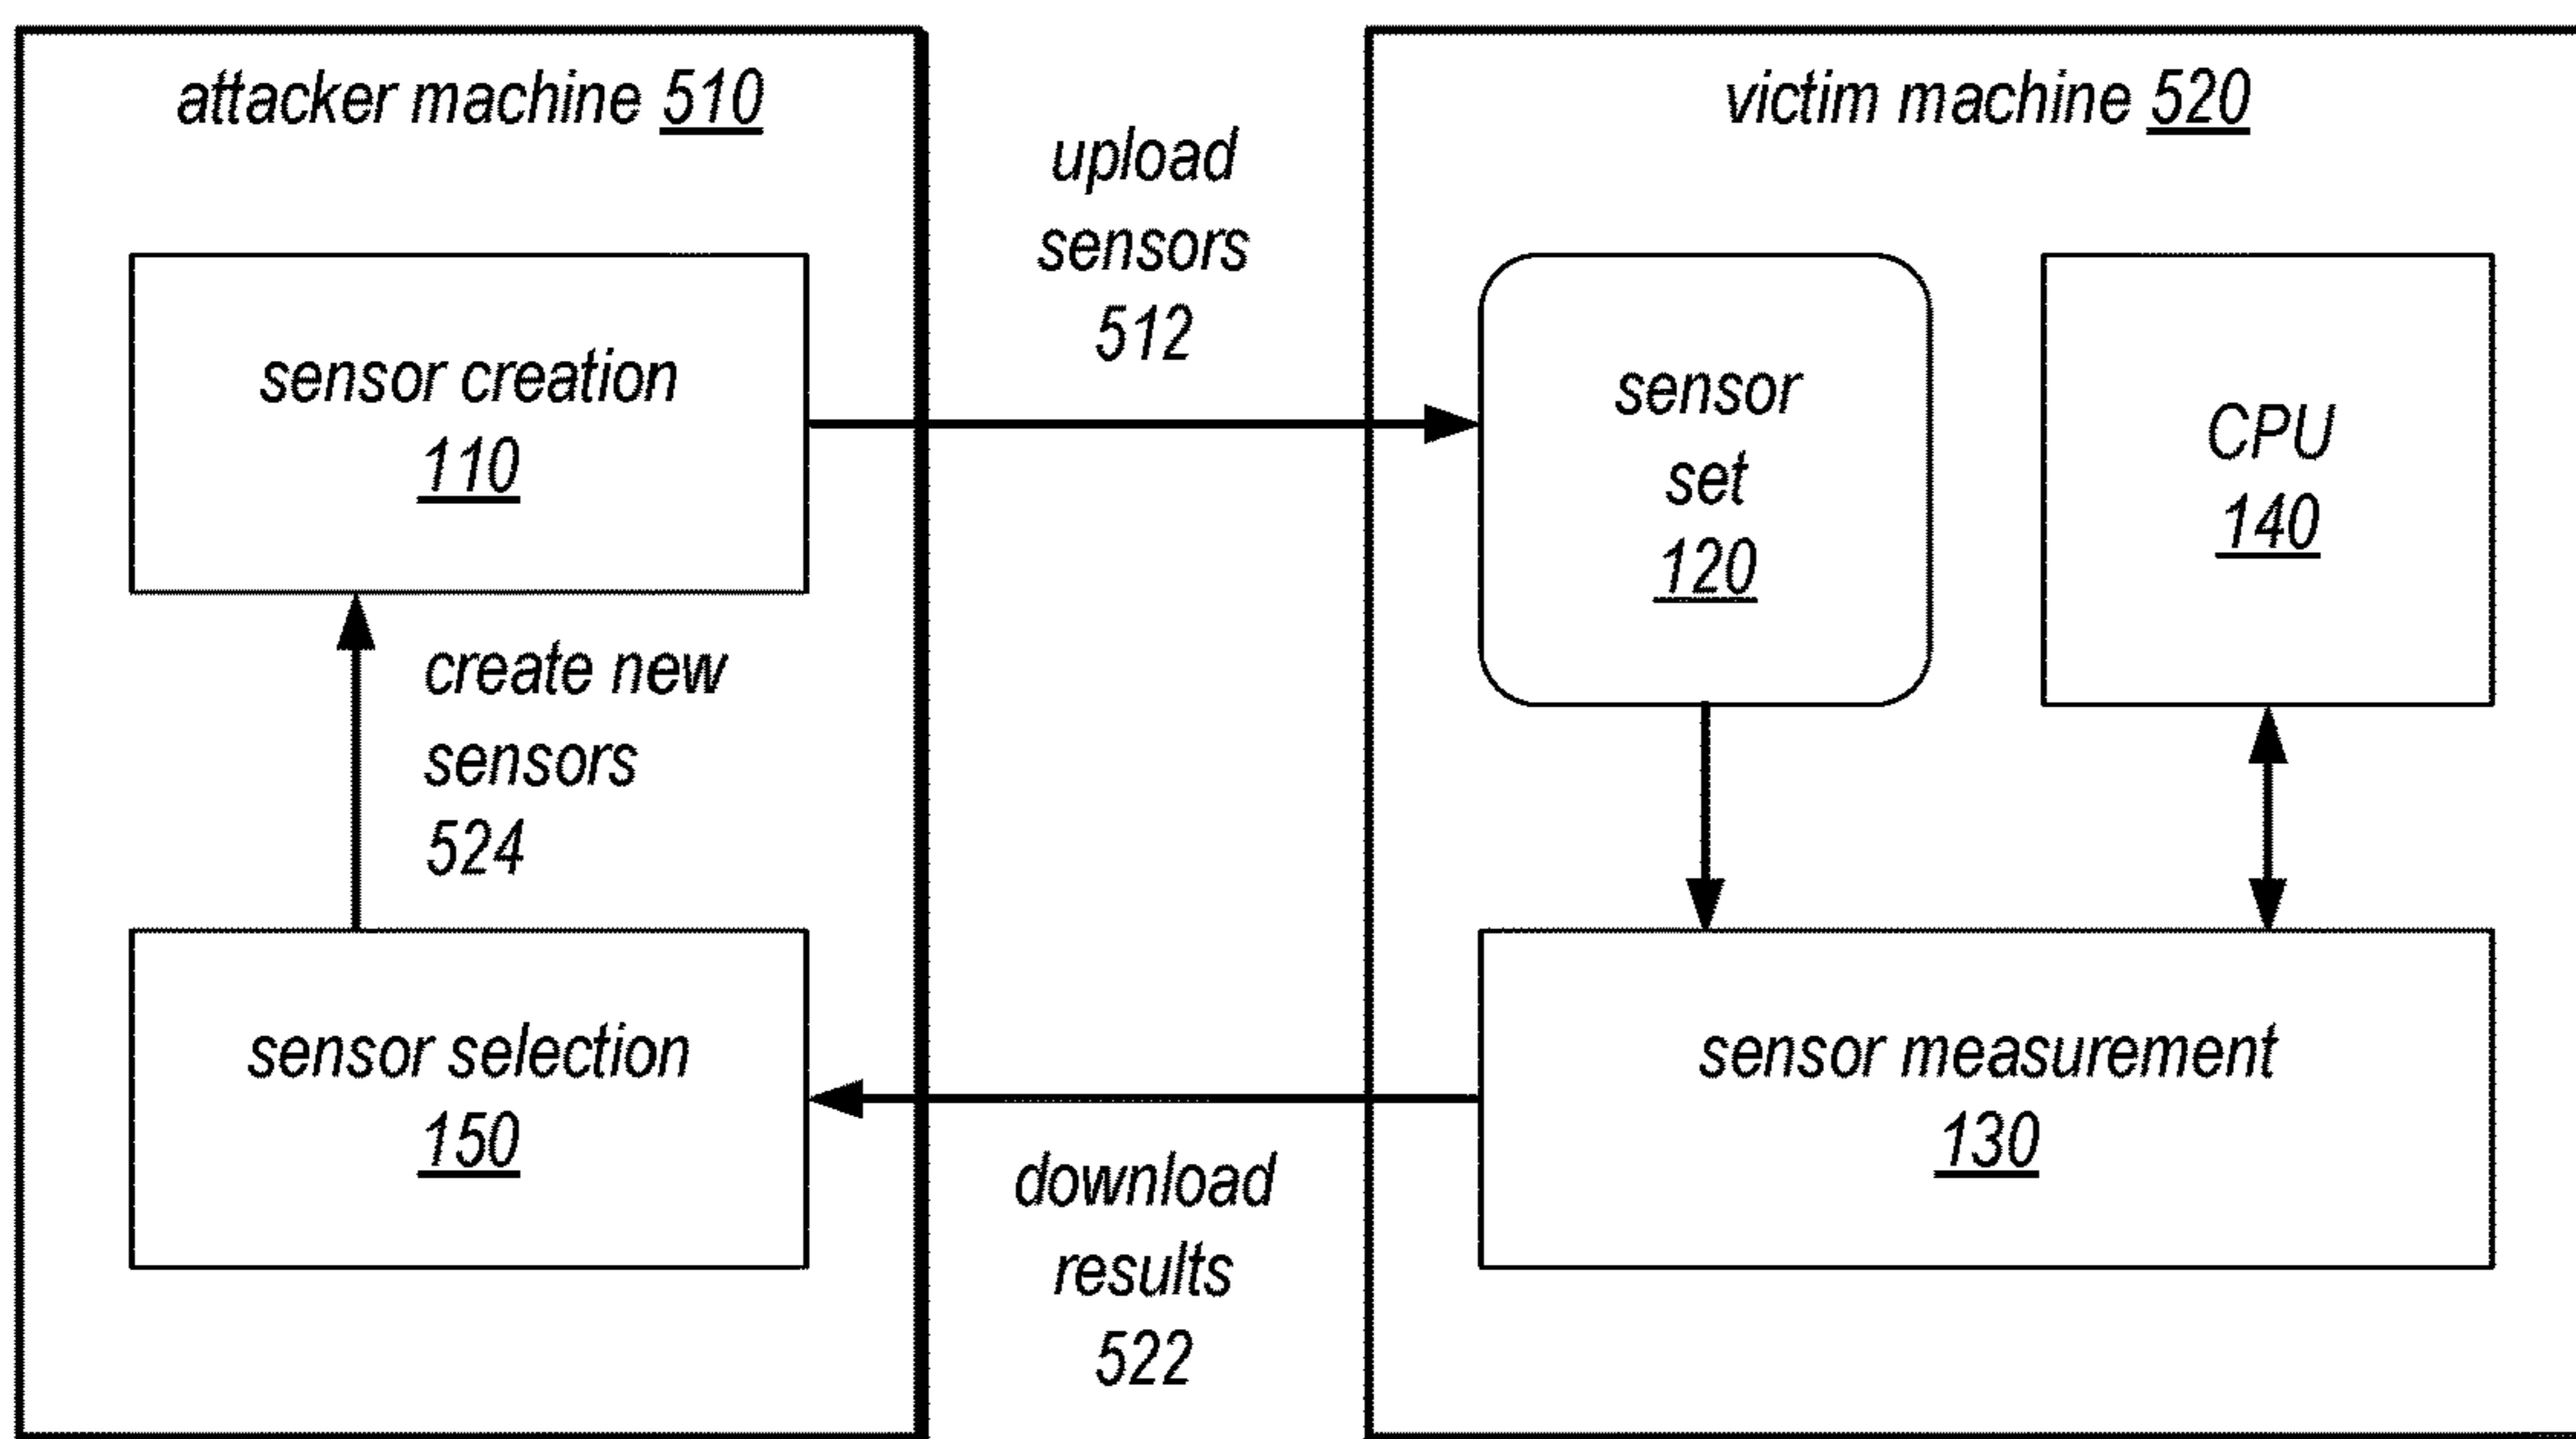 attacker machine 510
victim machine 520
upload
sensors
512
sensor creation
110
sensor
set
120
CPU
140
create new
sensors
524
sensor selection
150
sensor measurement
130
download
results
522